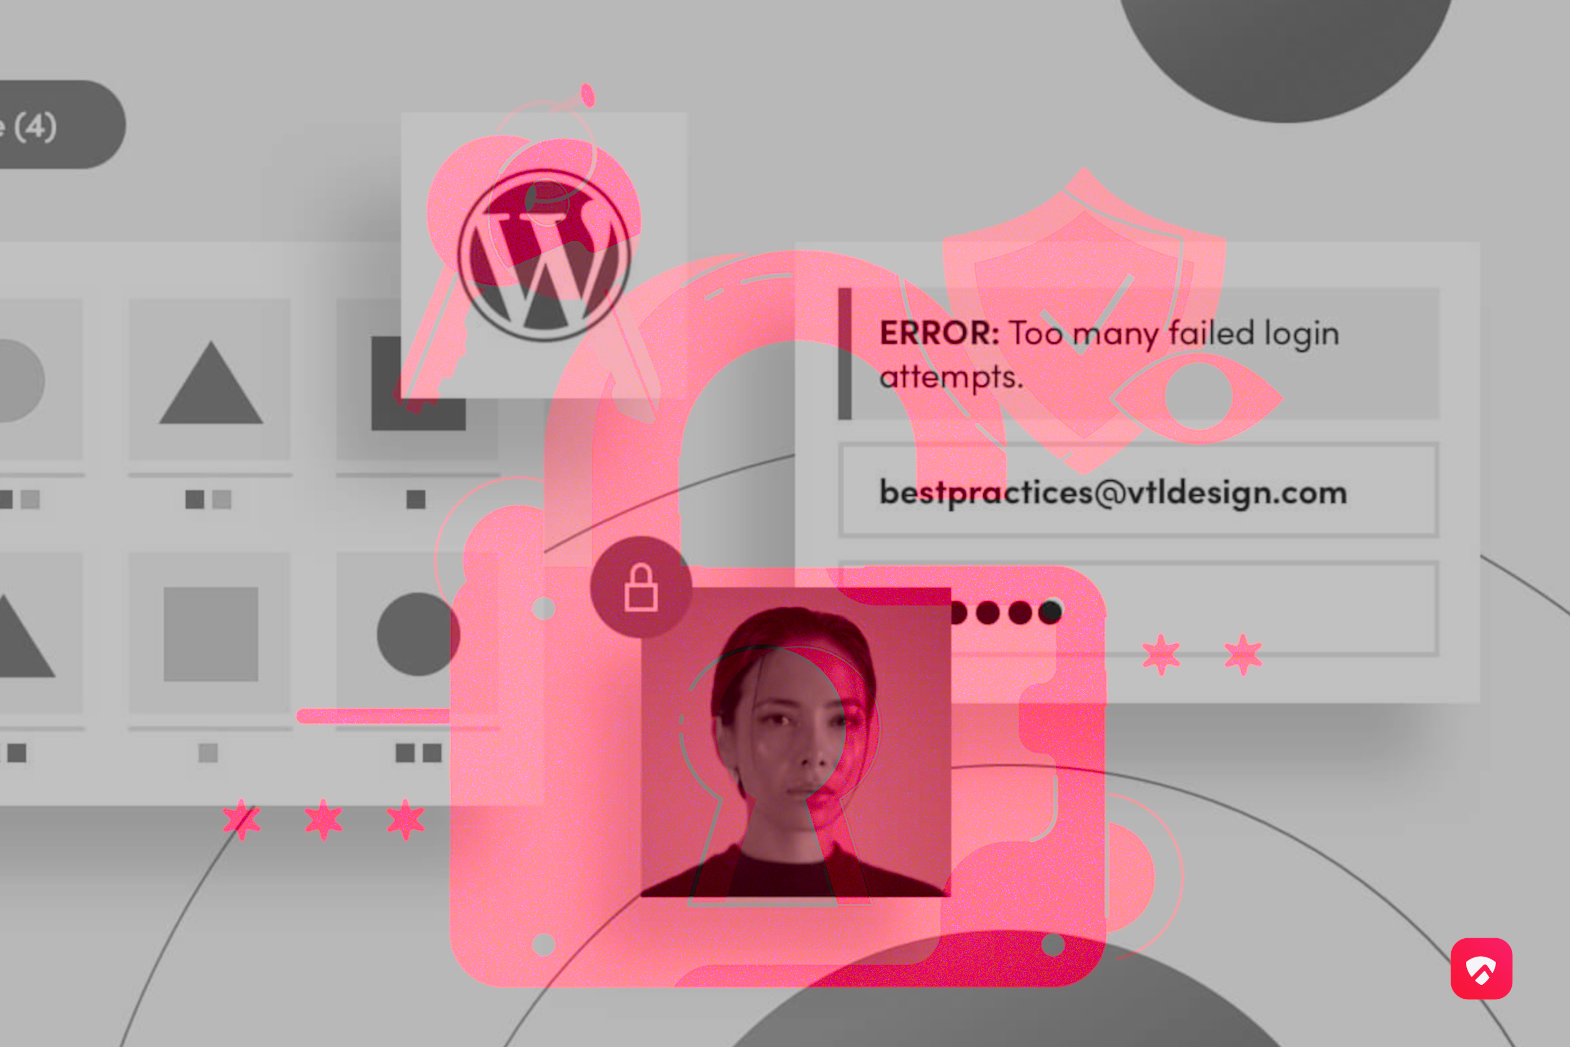 e (4)
W
ERROR: Too many failed login
attempts.
bestpractices@vtldesign.com